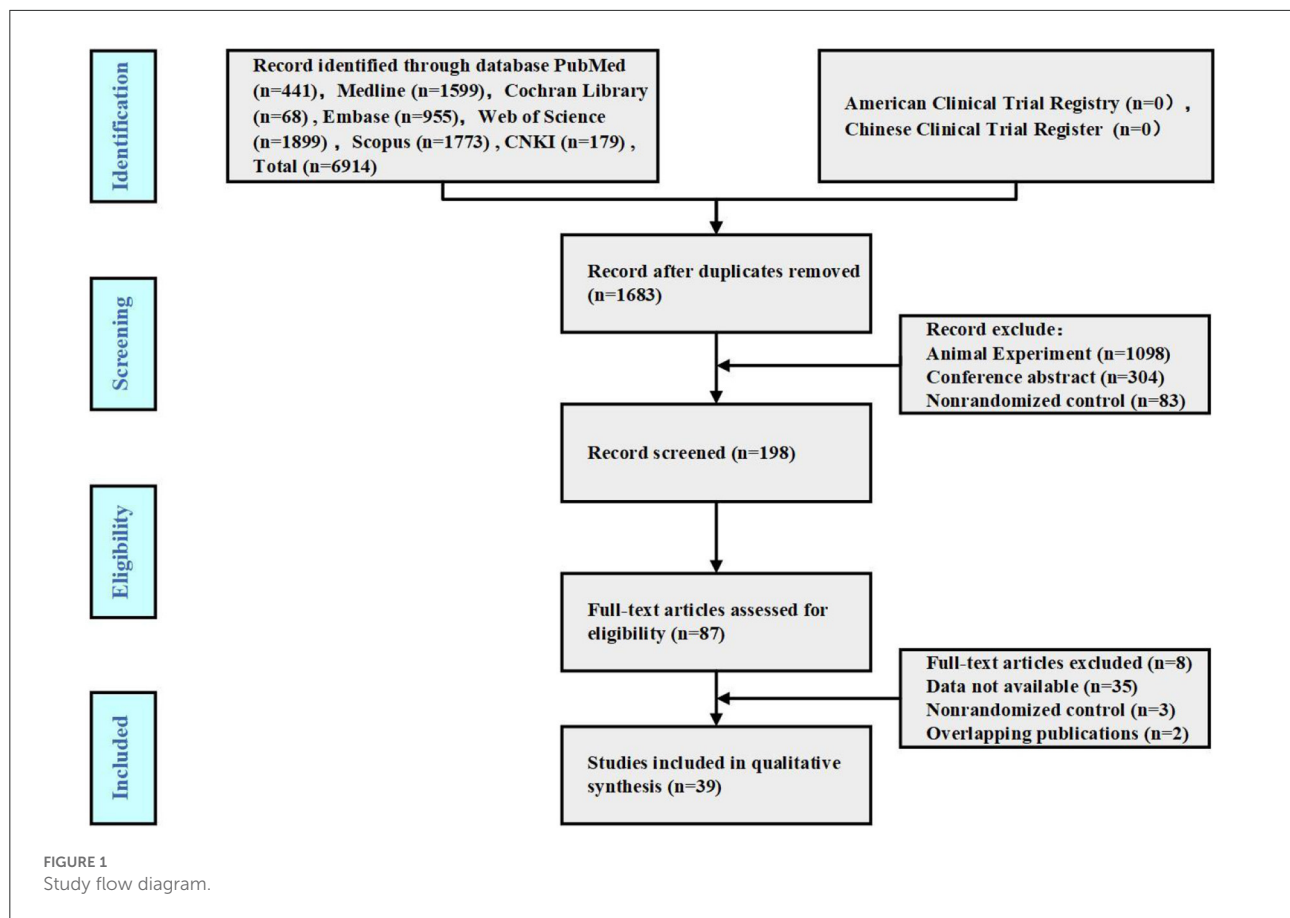 Identification
Record identified through database PubMed
(n=441)，Medline (n=1599)，Cochran Library
(n=68) , Embase (n=955)，Web of Science
(n=1899) ，Scopus (n=1773) , CNKI (n=179) ,
Total (n=6914)
American Clinical Trial Registry (n=0），
Chinese Clinical Trial Register (n=0）
Screening
Record after duplicates removed
(n=1683)
Record exclude：
Animal Experiment (n=1098)
Conference abstract (n=304)
Nonrandomized control (n=83)
Record screened (n=198)
Eligibility
Full-text articles assessed for
eligibility (n=87)
Full-text articles excluded (n=8)
Data not available (n=35)
Nonrandomized control (n=3)
Overlapping publications (n=2)
Included
Studies included in qualitative
synthesis (n=39)
FIGURE 1
Study flow diagram.